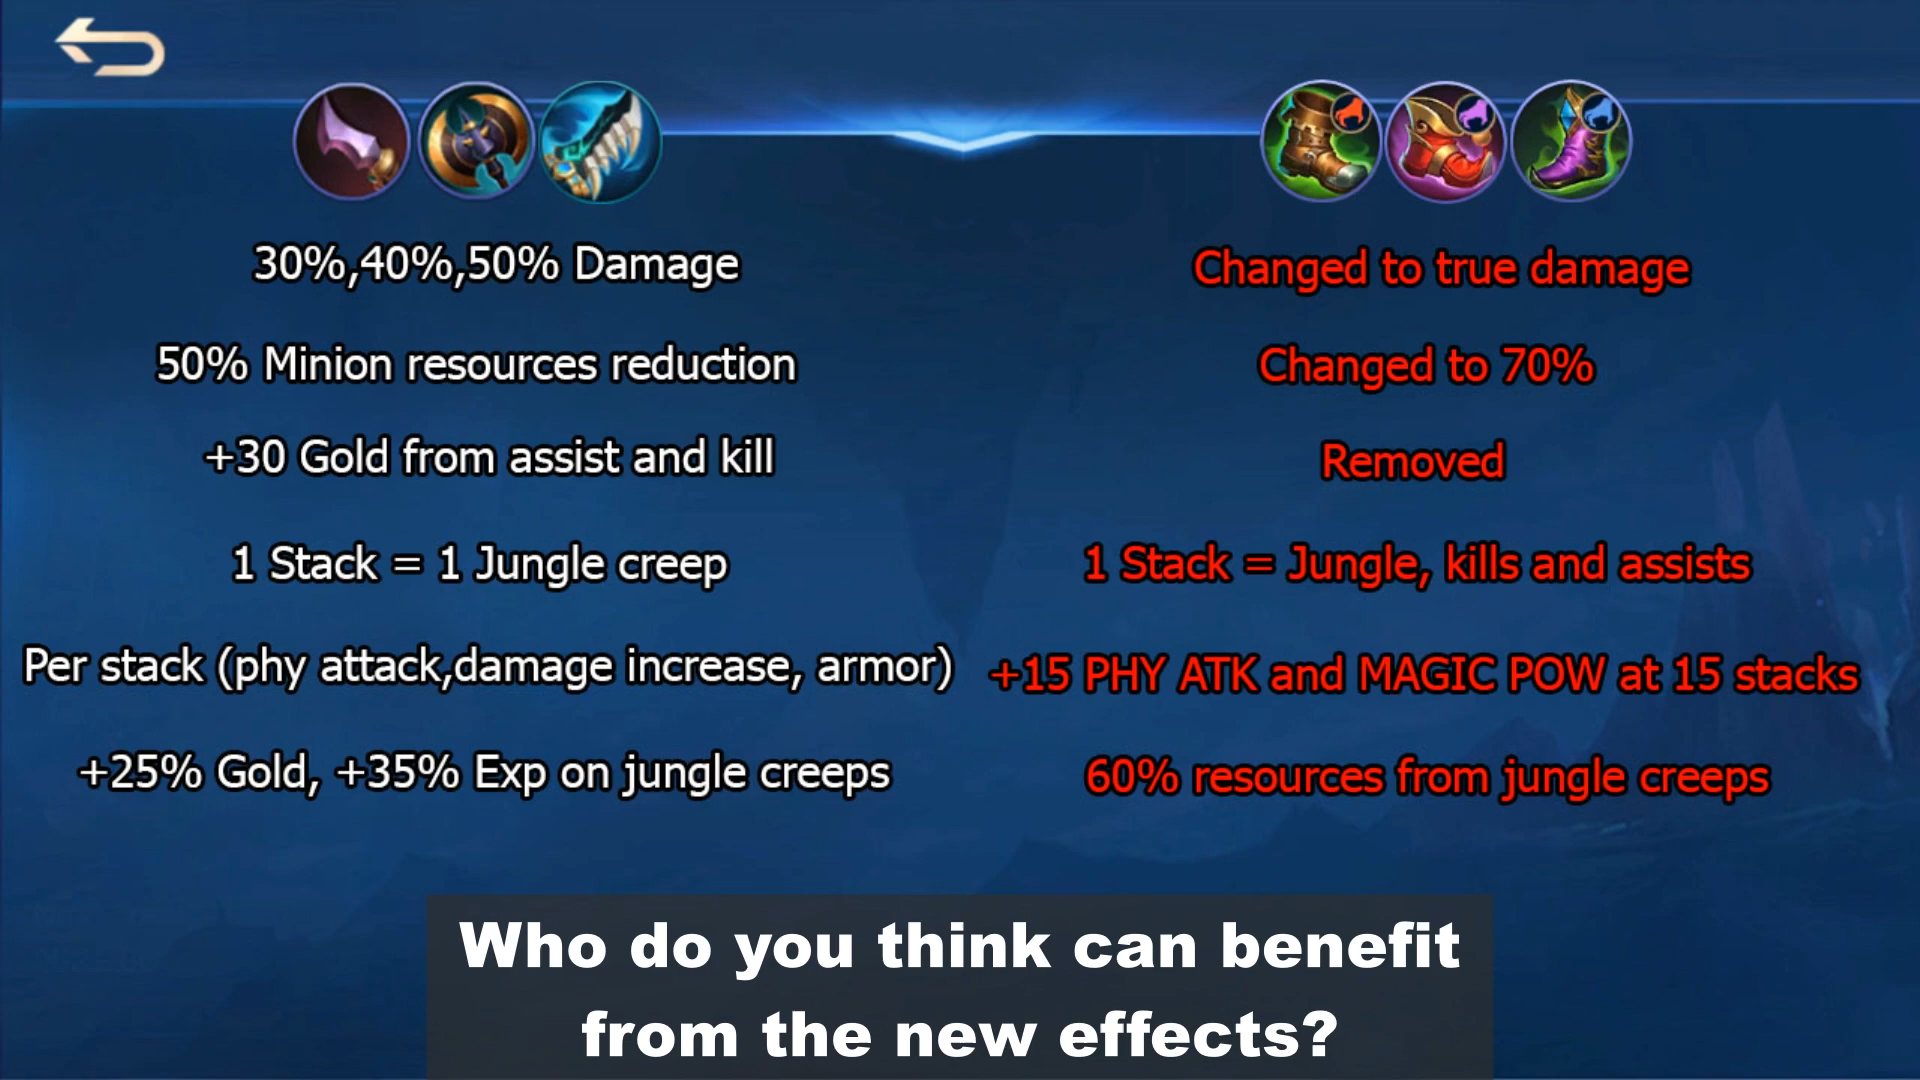 30%,40%,50% Damage
Changed to true damage
50% Minion resources reduction
Changed to 70%
+30 Gold from assist and kill
Removed
1 Stack = 1 Jungle creep
1 Stack = Jungle, kills and assists
Per stack (phy attack,damage increase, armor)
+15 PHY ATK and MAGIC POW at 15 stacks
+25% Gold, +35% Exp on jungle creeps
60% resources from jungle creeps
Who do you think can benefit
from the new effects?